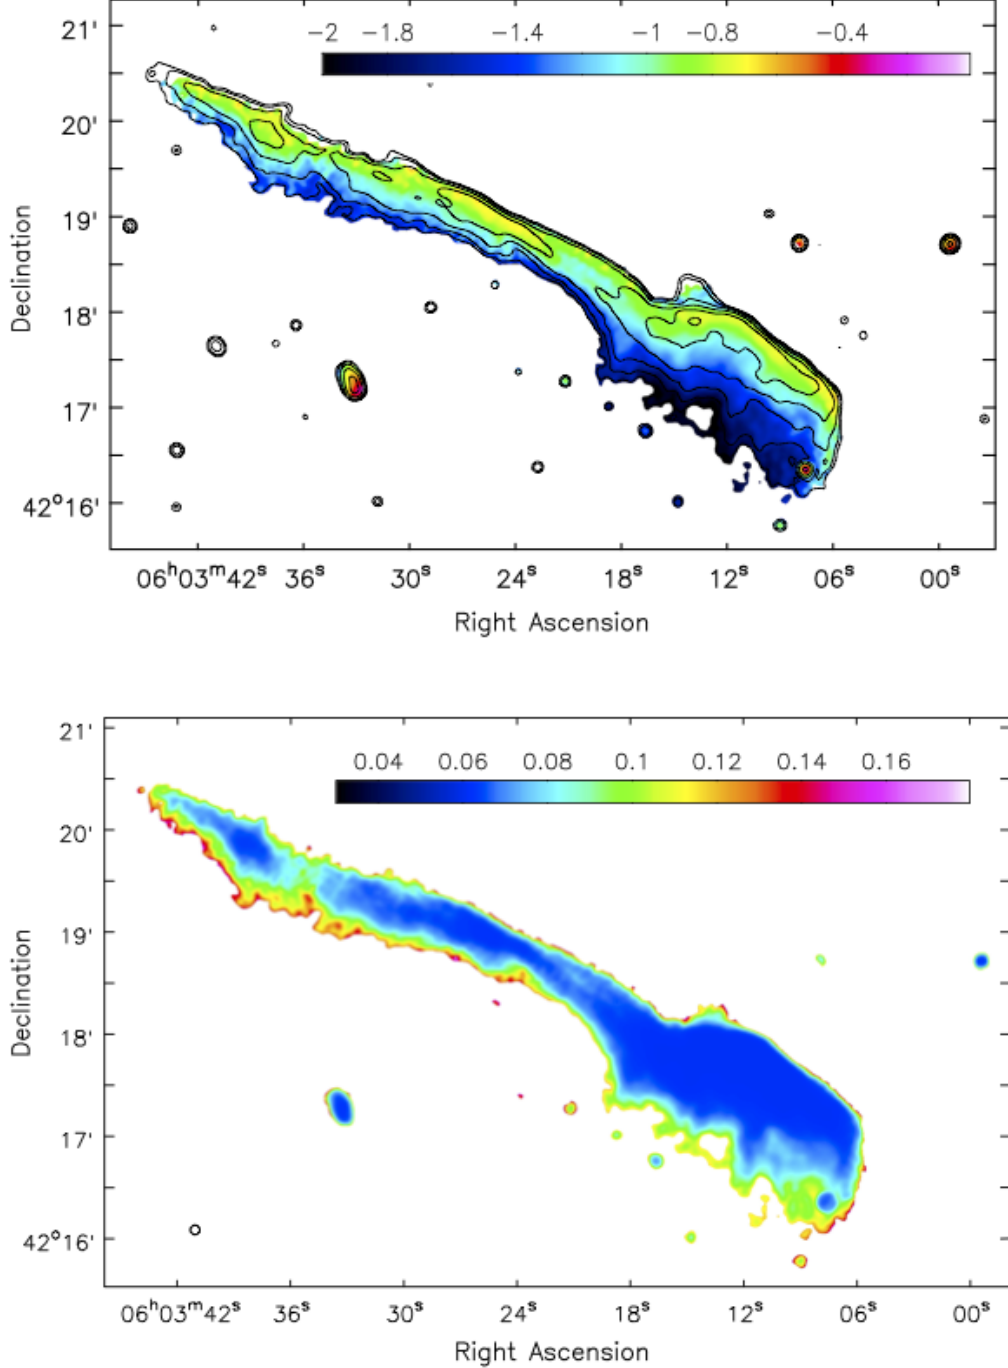 -2 -1.8 -1.4 -1 -0.8 -0.4
21'
20'
19'
18'
17'
42°16'
Declination
06ʰ03ᵐ42ˢ 36ˢ 30ˢ 24ˢ 18ˢ 12ˢ 06ˢ 00ˢ
Right Ascension
0.04 0.06 0.08 0.1 0.12 0.14 0.16
21'
20'
19'
18'
17'
42°16'
Declination
06ʰ03ᵐ42ˢ 36ˢ 30ˢ 24ˢ 18ˢ 12ˢ 06ˢ 00ˢ
Right Ascension